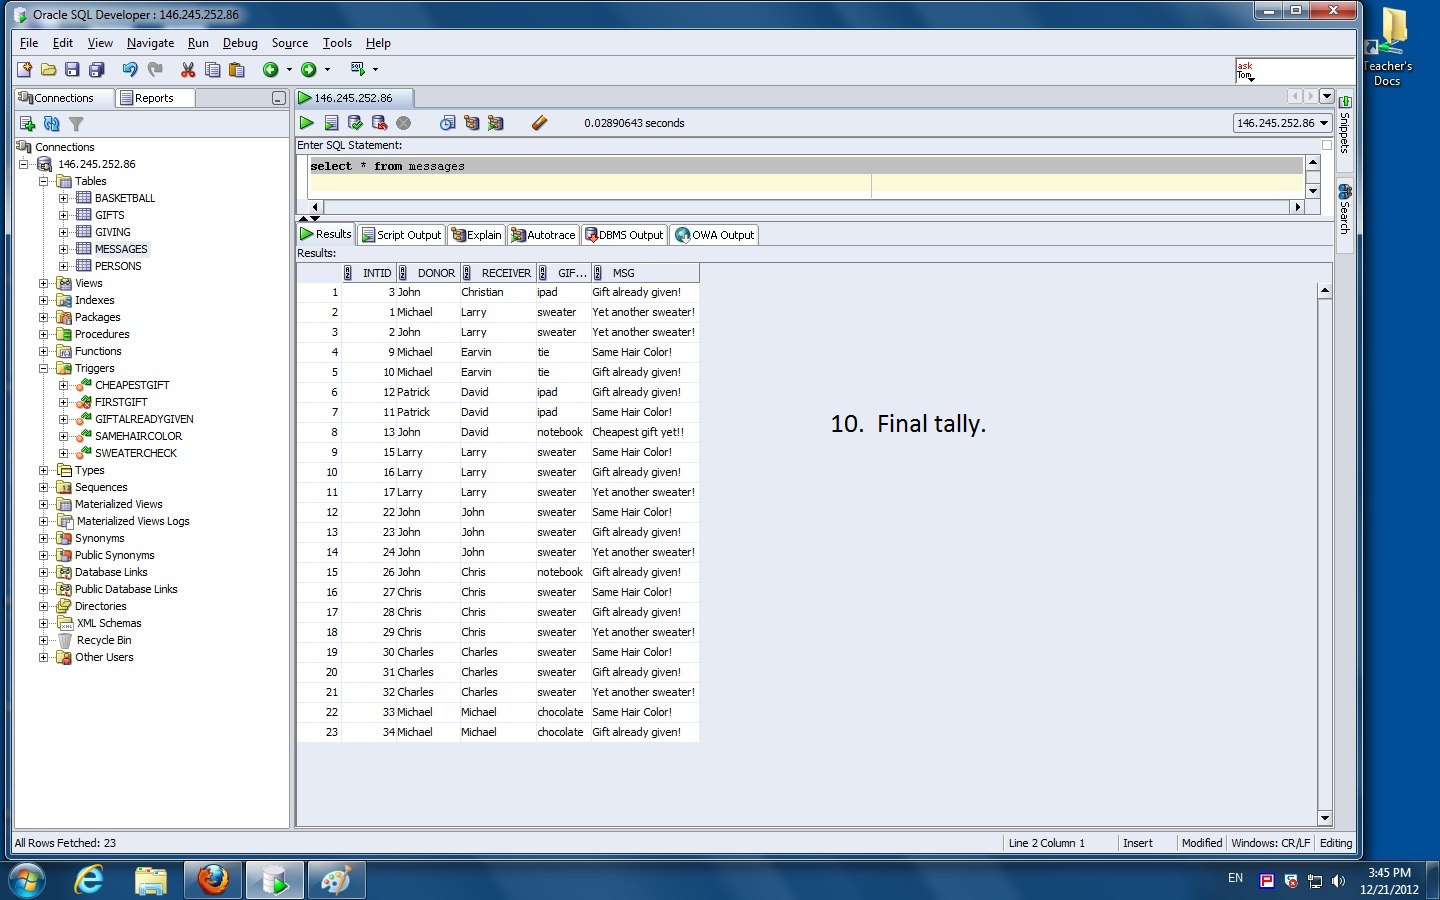 Oracle SQL Developer : 146.245.252.86
File Edit View Navigate Run Debug Source Tools Help
ask
Tom
Teacher's
Docs
Connections Reports
146.245.252.86
0.02890643 seconds
146.245.252.86
Enter SQL Statement:
select * from messages
Snippets
Search
Connections
146.245.252.86
Tables
BASKETBALL
GIFTS
GIVING
MESSAGES
PERSONS
Views
Indexes
Packages
Procedures
Functions
Triggers
CHEAPESTGIFT
FIRSTGIFT
GIFTALREADYGIVEN
SAMEHAIRCOLOR
SWEATERCHECK
Types
Sequences
Materialized Views
Materialized Views Logs
Synonyms
Public Synonyms
Database Links
Public Database Links
Directories
XML Schemas
Recycle Bin
Other Users
Results Script Output Explain Autotrace DBMS Output OWA Output
Results:
INTID DONOR RECEIVER GIF... MSG
1 3 John Christian ipad Gift already given!
2 1 Michael Larry sweater Yet another sweater!
3 2 John Larry sweater Yet another sweater!
4 9 Michael Earvin tie Same Hair Color!
5 10 Michael Earvin tie Gift already given!
6 12 Patrick David ipad Gift already given!
7 11 Patrick David ipad Same Hair Color!
8 13 John David notebook Cheapest gift yet!!
9 15 Larry Larry sweater Same Hair Color!
10 16 Larry Larry sweater Gift already given!
11 17 Larry Larry sweater Yet another sweater!
12 22 John John sweater Same Hair Color!
13 23 John John sweater Gift already given!
14 24 John John sweater Yet another sweater!
15 26 John Chris notebook Gift already given!
16 27 Chris Chris sweater Same Hair Color!
17 28 Chris Chris sweater Gift already given!
18 29 Chris Chris sweater Yet another sweater!
19 30 Charles Charles sweater Same Hair Color!
20 31 Charles Charles sweater Gift already given!
21 32 Charles Charles sweater Yet another sweater!
22 33 Michael Michael chocolate Same Hair Color!
23 34 Michael Michael chocolate Gift already given!
10. Final tally.
All Rows Fetched: 23
Line 2 Column 1 Insert Modified Windows: CR/LF Editing
EN
3:45 PM
12/21/2012